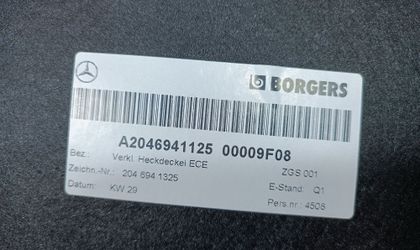 BORGERS
A2046941125 00009F08
Bez.: Verkl. Heckdeckel ECE ZGS 001
Zeichn.-Nr.: 204 694 1325 E-Stand: Q1
Datum: KW 29 Pers.nr.: 4506